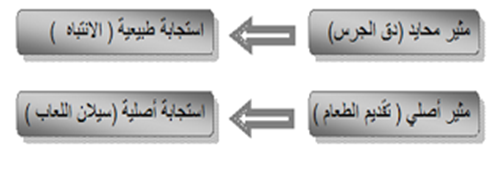 مثير محايد (دق الجرس)
استجابة طبيعية ( الانتباه )
مثير أصلي ( تقديم الطعام )
استجابة أصلية (سيلان اللعاب )